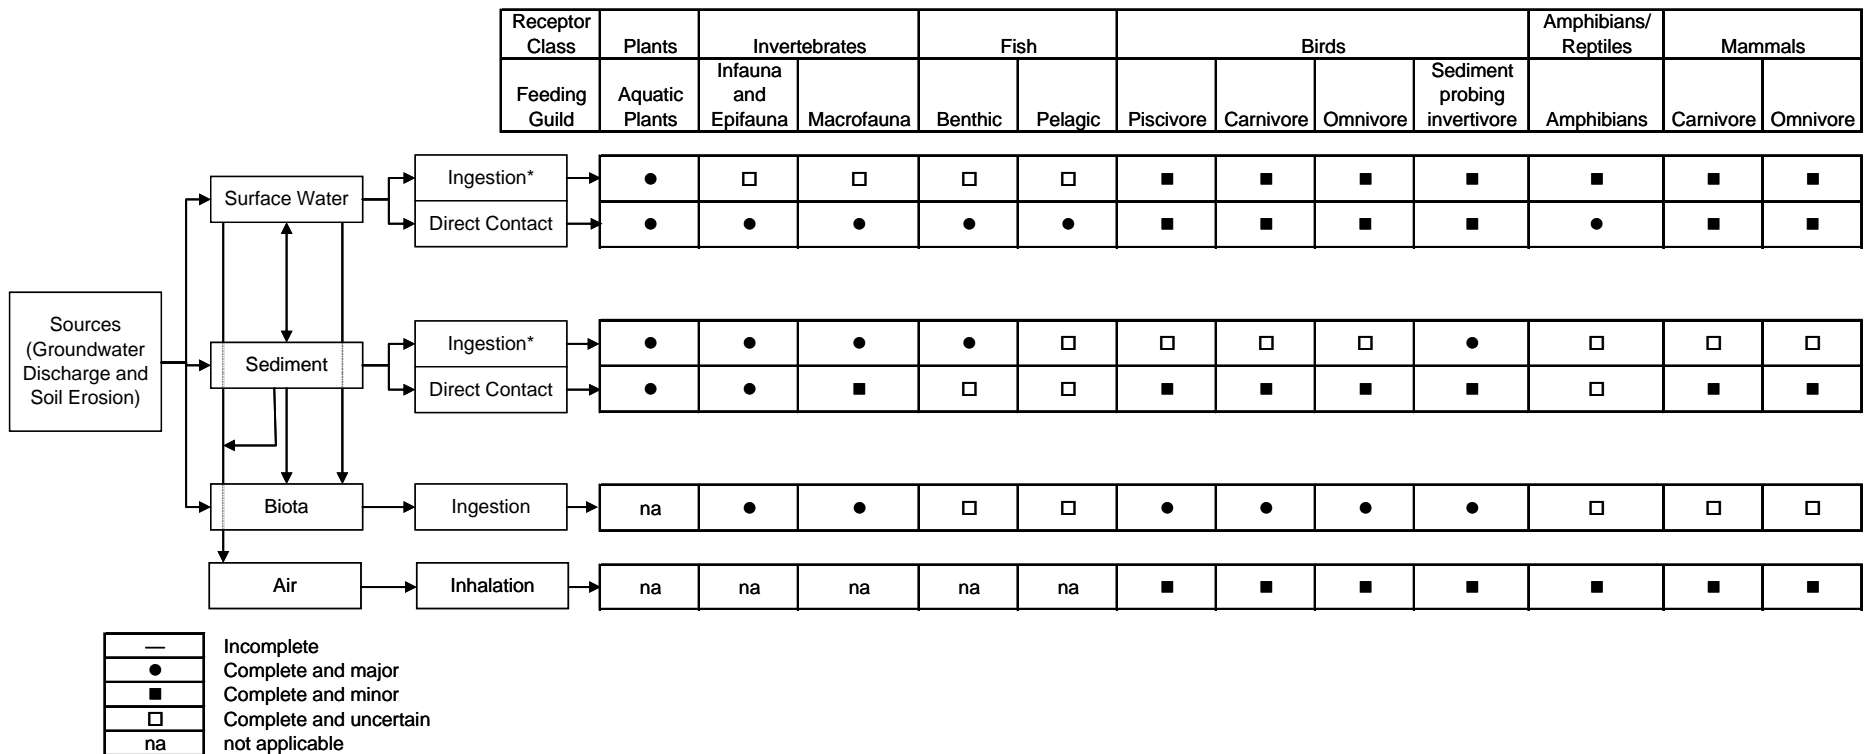 Receptor Class Plants Invertebrates Fish Birds Amphibians/ Reptiles Mammals
Feeding Guild Aquatic Plants Infauna and Epifauna Macrofauna Benthic Pelagic Piscivore Carnivore Omnivore Sediment probing invertivore Amphibians Carnivore Omnivore
Surface Water
Ingestion* ● □ □ □ □ ■ ■ ■ ■ ■ ■ ■
Direct Contact ● ● ● ● ● ■ ■ ■ ■ ● ■ ■
Sources
(Groundwater
Discharge and
Soil Erosion)
Sediment
Ingestion* ● ● ● ● □ □ □ □ ● □ □ □
Direct Contact ● ● ■ □ □ ■ ■ ■ ■ □ ■ ■
Biota Ingestion na ● ● □ □ ● ● ● ● □ □ □
Air Inhalation na na na na na ■ ■ ■ ■ ■ ■ ■
— Incomplete
● Complete and major
■ Complete and minor
□ Complete and uncertain
na not applicable